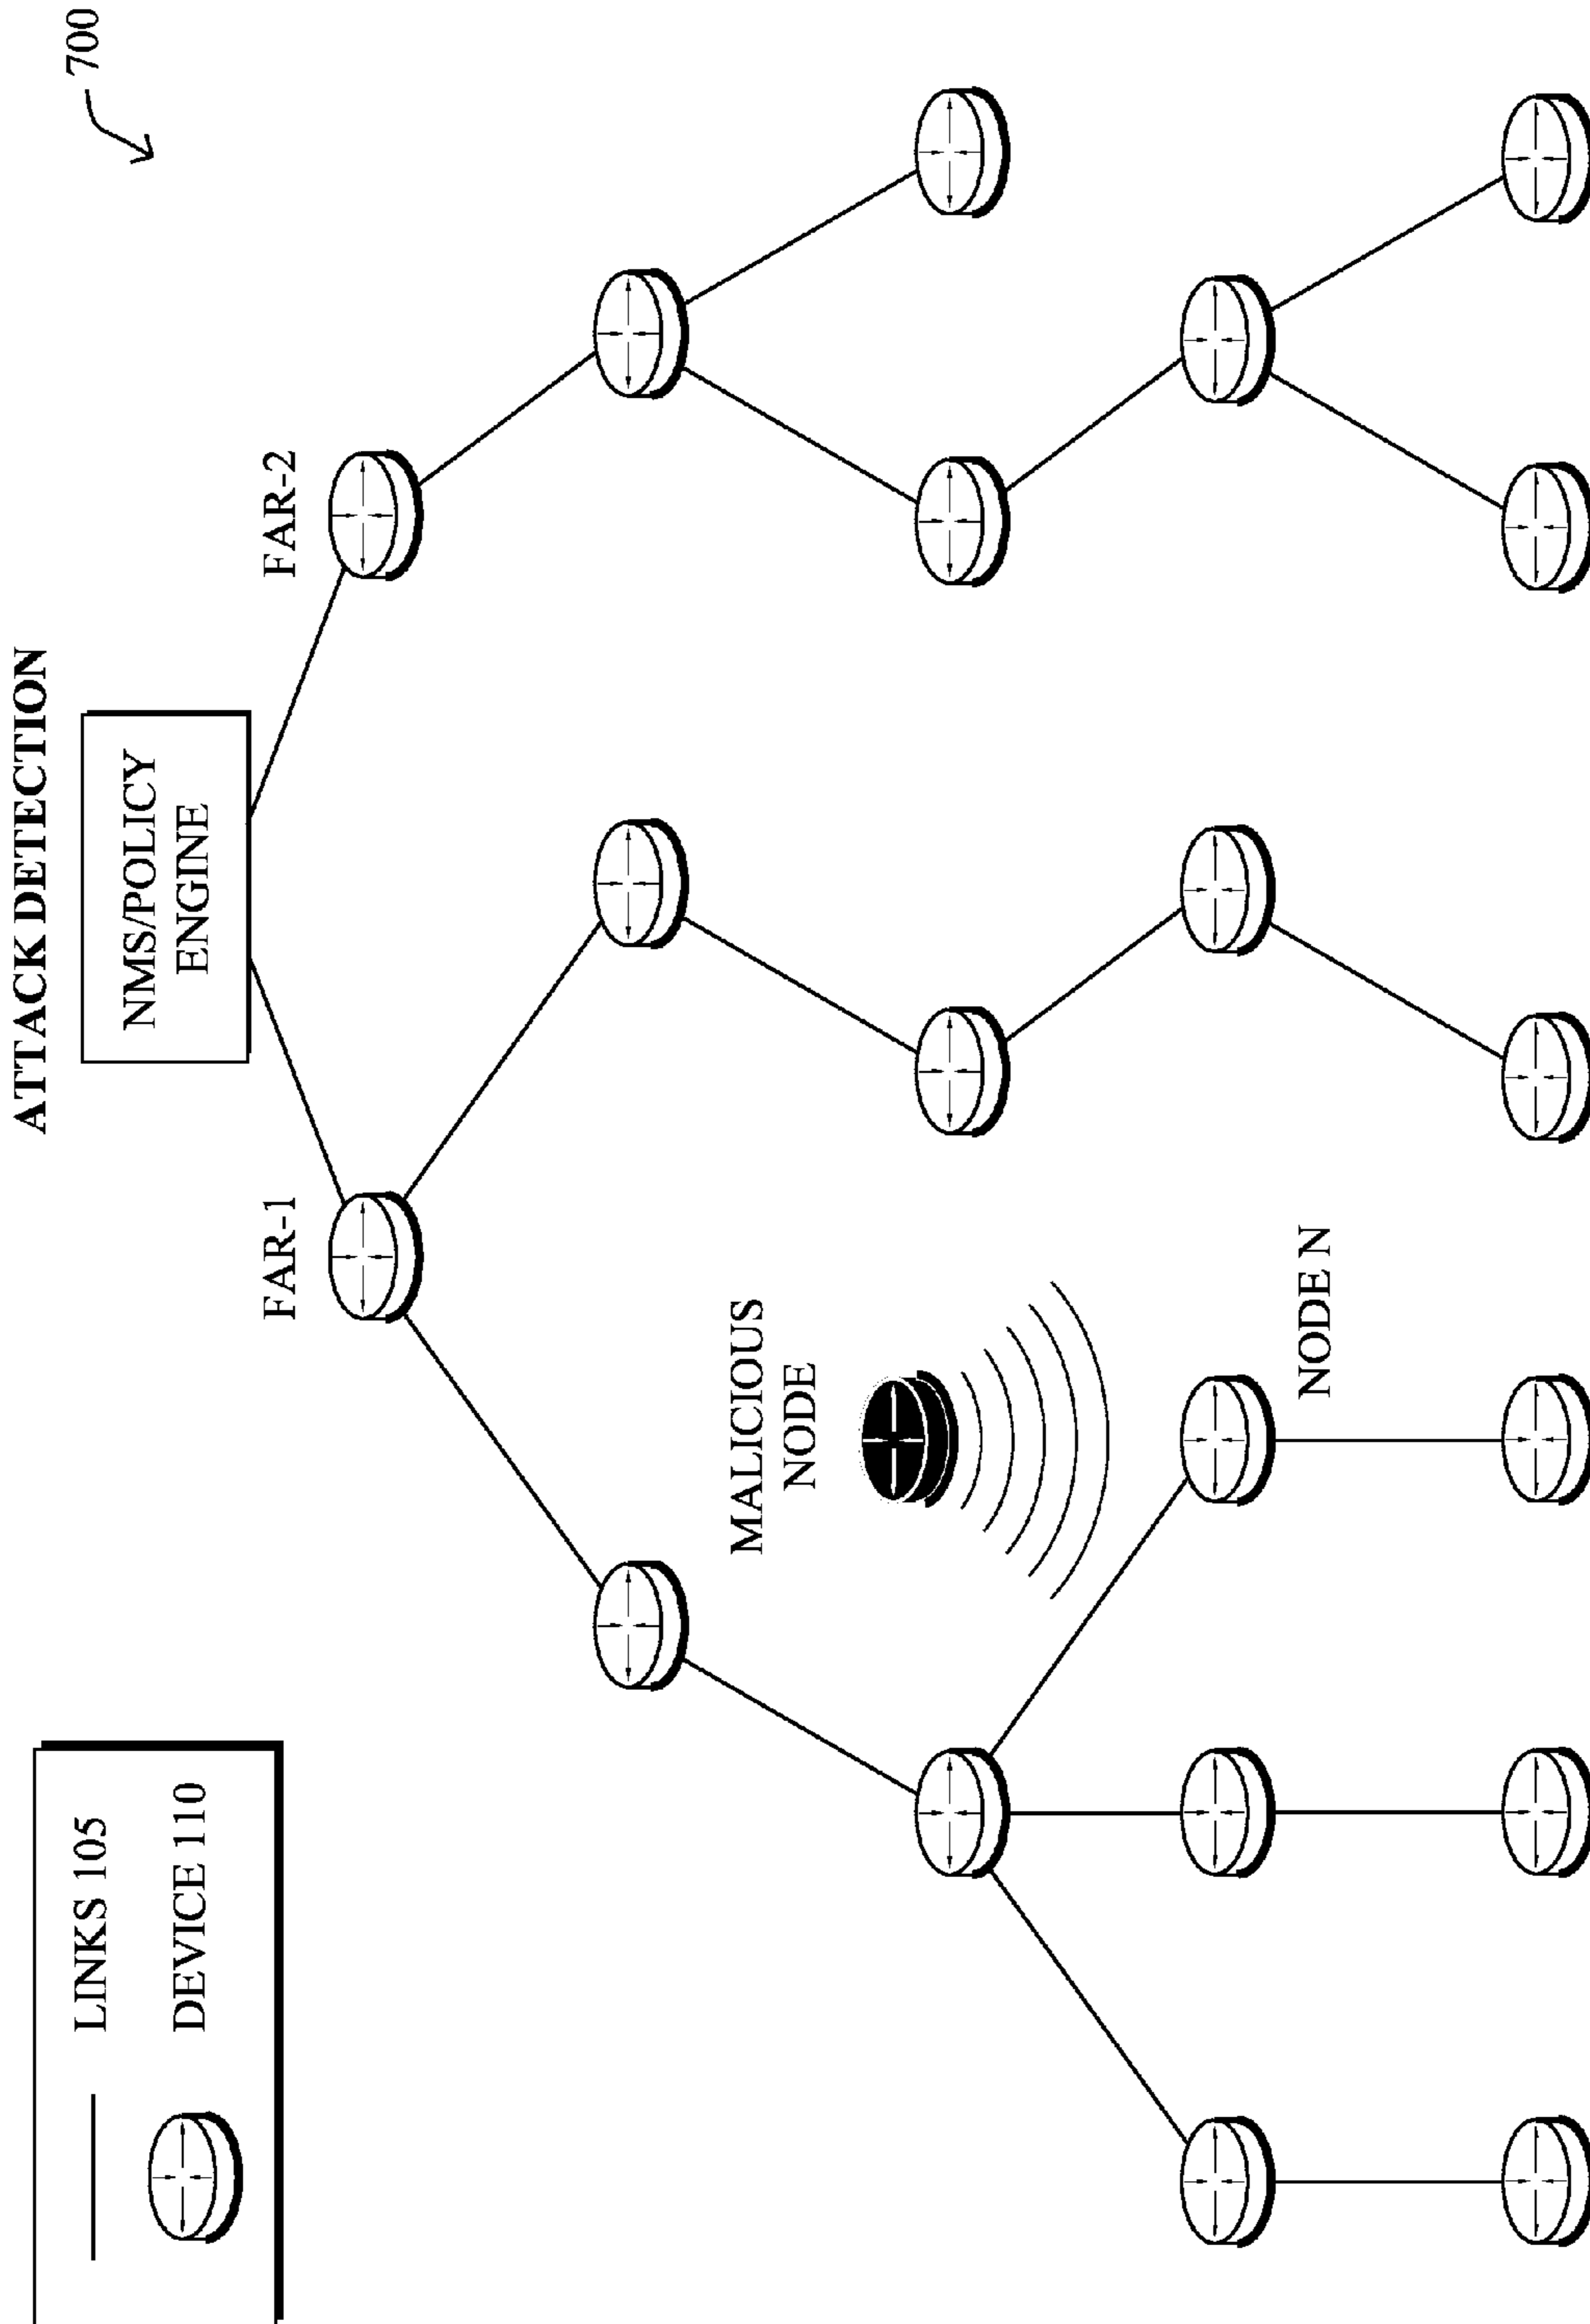 ATTACK DETECTION
700
LINKS 105
DEVICE 110
NMS/POLICY
ENGINE
FAR-1
FAR-2
MALICIOUS
NODE
NODE N